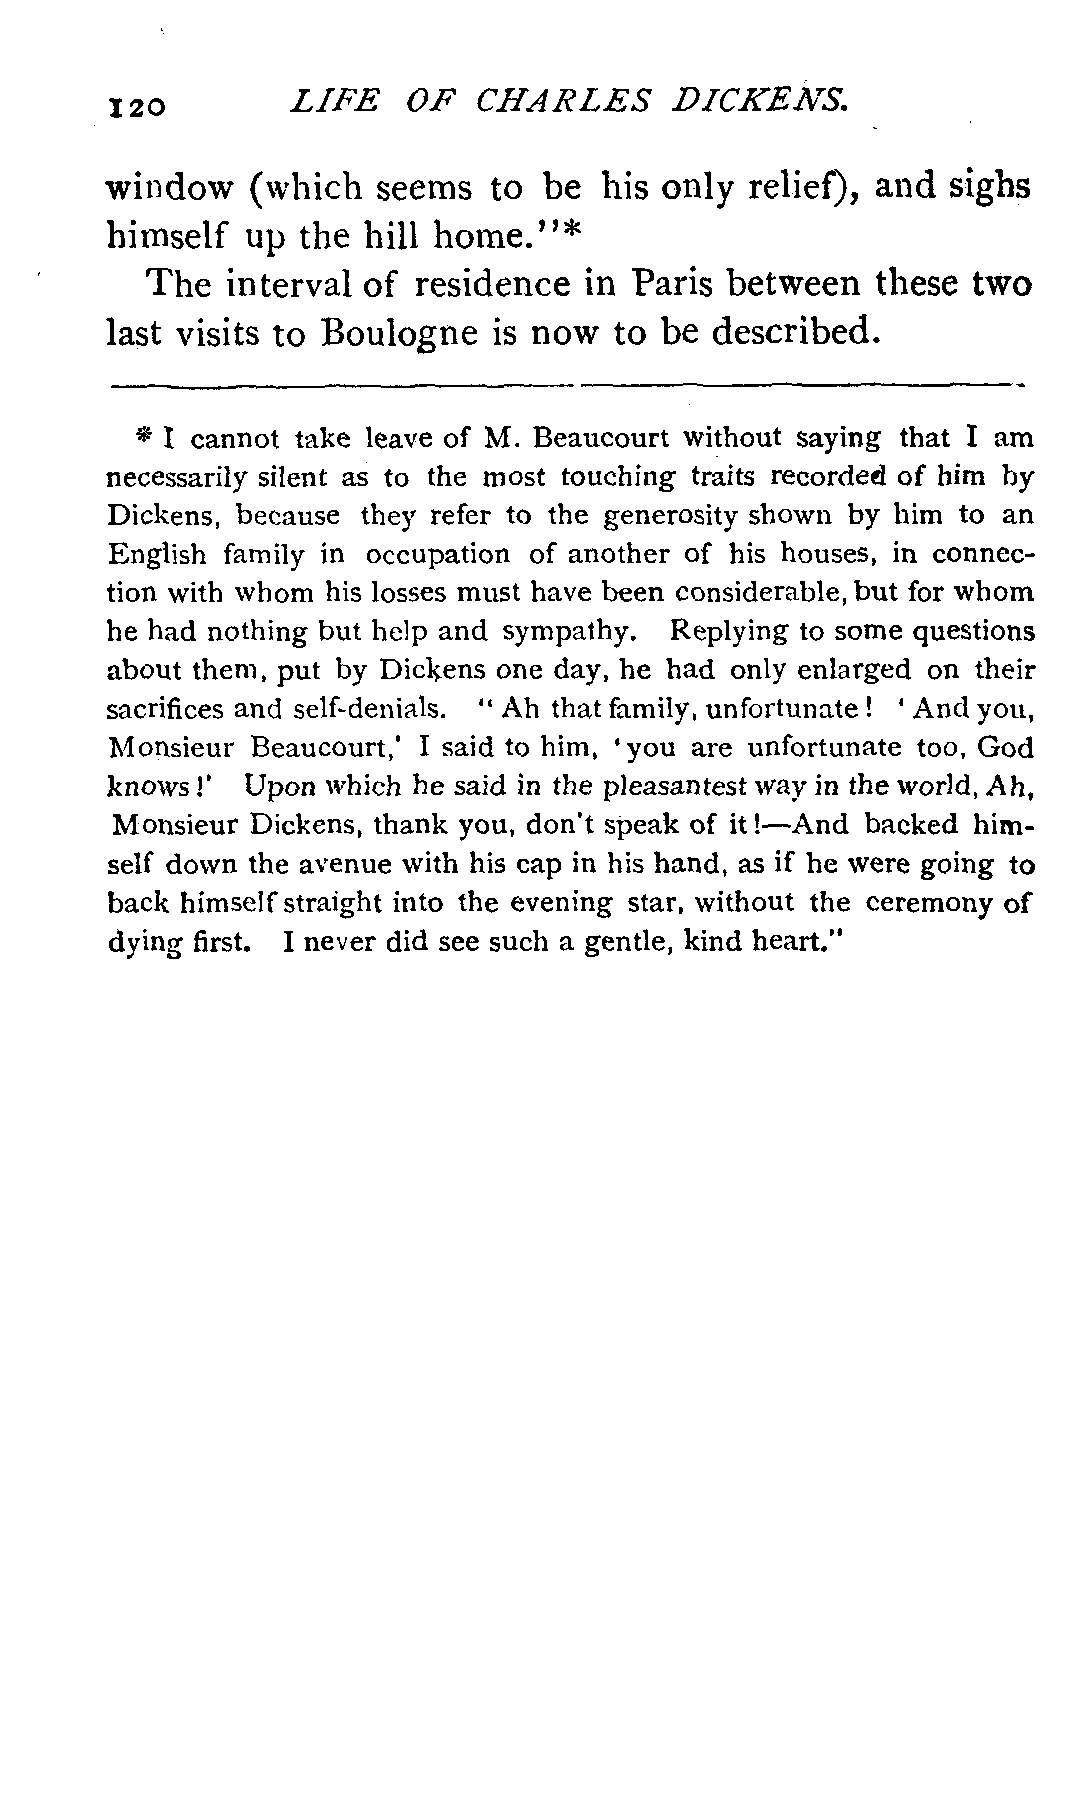 120 LIFE OF CHARLES DICKENS.
window (which seems to be his only relief), and sighs
himself up the hill home."*
The interval of residence in Paris between these two
last visits to Boulogne is now to be described.
* I cannot take leave of M. Beaucourt without saying that I am
necessarily silent as to the most touching traits recorded of him by
Dickens, because they refer to the generosity shown by him to an
English family in occupation of another of his houses, in connec-
tion with whom his losses must have been considerable, but for whom
he had nothing but help and sympathy. Replying to some questions
about them, put by Dickens one day, he had only enlarged on their
sacrifices and self-denials. "Ah that family, unfortunate! 'And you,
Monsieur Beaucourt,' I said to him, 'you are unfortunate too, God
knows!' Upon which he said in the pleasantest way in the world, Ah,
Monsieur Dickens, thank you, don't speak of it!—And backed him-
self down the avenue with his cap in his hand, as if he were going to
back himself straight into the evening star, without the ceremony of
dying first. I never did see such a gentle, kind heart."